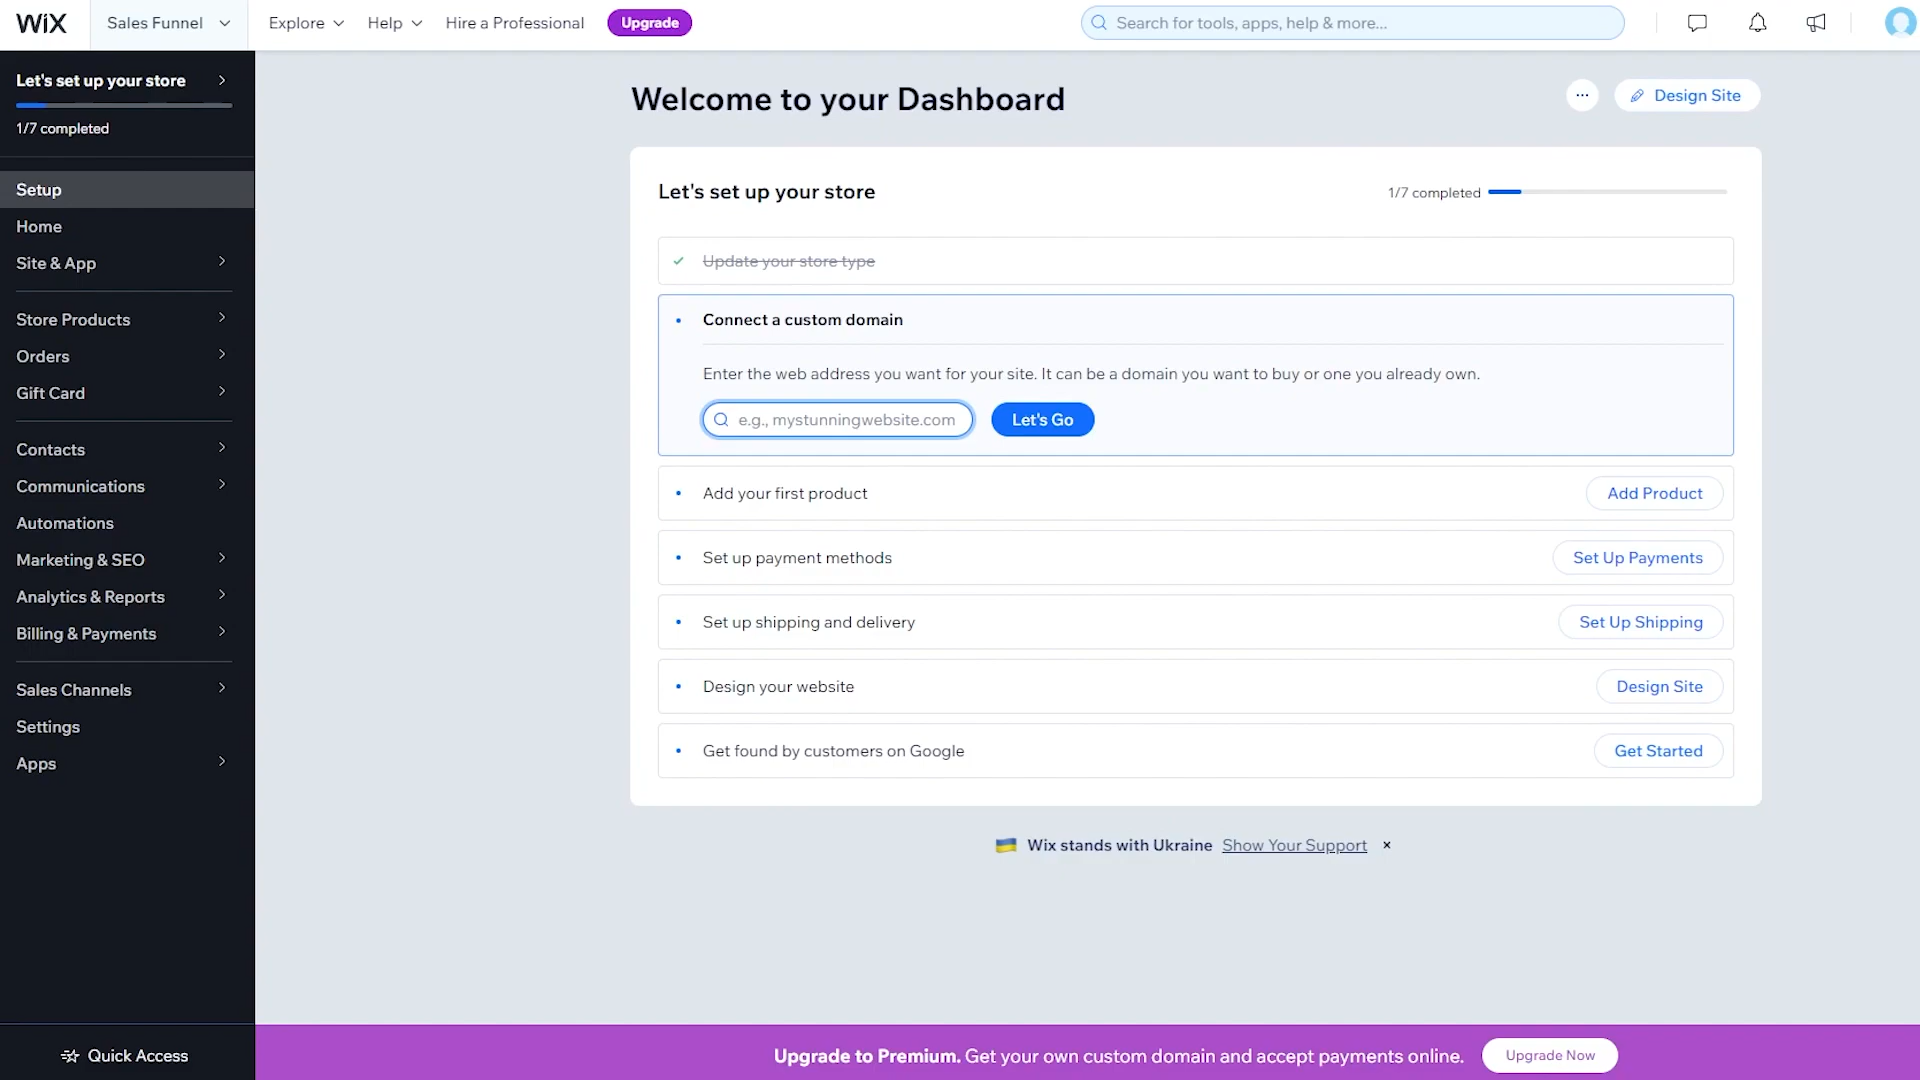 WIX
Sales Funnel
Explore
Help
Hire a Professional
Upgrade
Search for tools, apps, help & more...
Let's set up your store
1/7 completed
Setup
Home
Site & App
Store Products
Orders
Gift Card
Contacts
Communications
Automations
Marketing & SEO
Analytics & Reports
Billing & Payments
Sales Channels
Settings
Apps
Quick Access
Welcome to your Dashboard
Design Site
Let's set up your store
1/7 completed
Update your store type
Connect a custom domain
Enter the web address you want for your site. It can be a domain you want to buy or one you already own.
e.g., mystunningwebsite.com
Let's Go
Add your first product
Add Product
Set up payment methods
Set Up Payments
Set up shipping and delivery
Set Up Shipping
Design your website
Design Site
Get found by customers on Google
Get Started
Wix stands with Ukraine Show Your Support
Upgrade to Premium. Get your own custom domain and accept payments online.
Upgrade Now